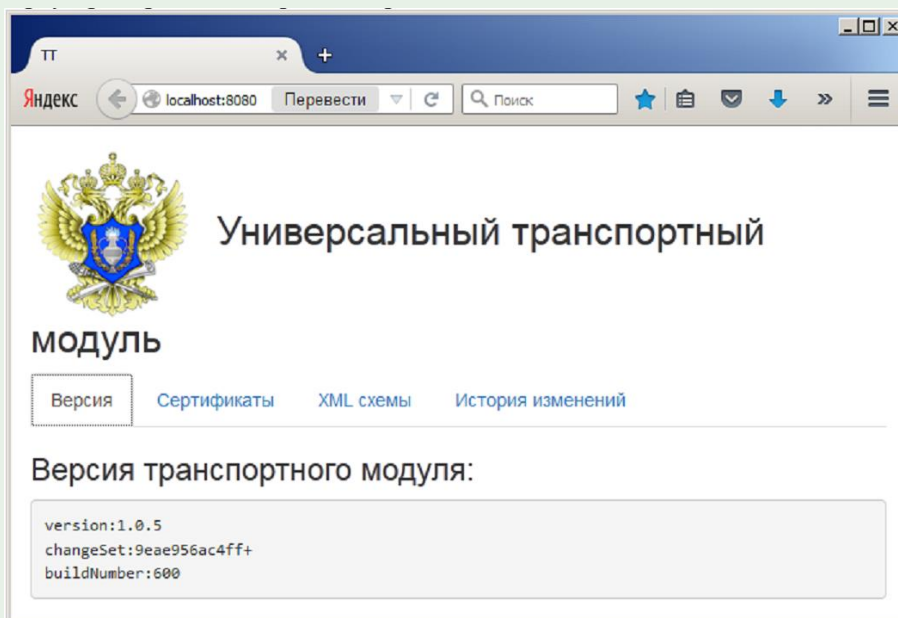 ТТ
Яндекс localhost:8080 Перевести Поиск
Универсальный транспортный
модуль
Версия Сертификаты XML схемы История изменений
Версия транспортного модуля:
version:1.0.5
changeSet:9eae956ac4ff+
buildNumber:600